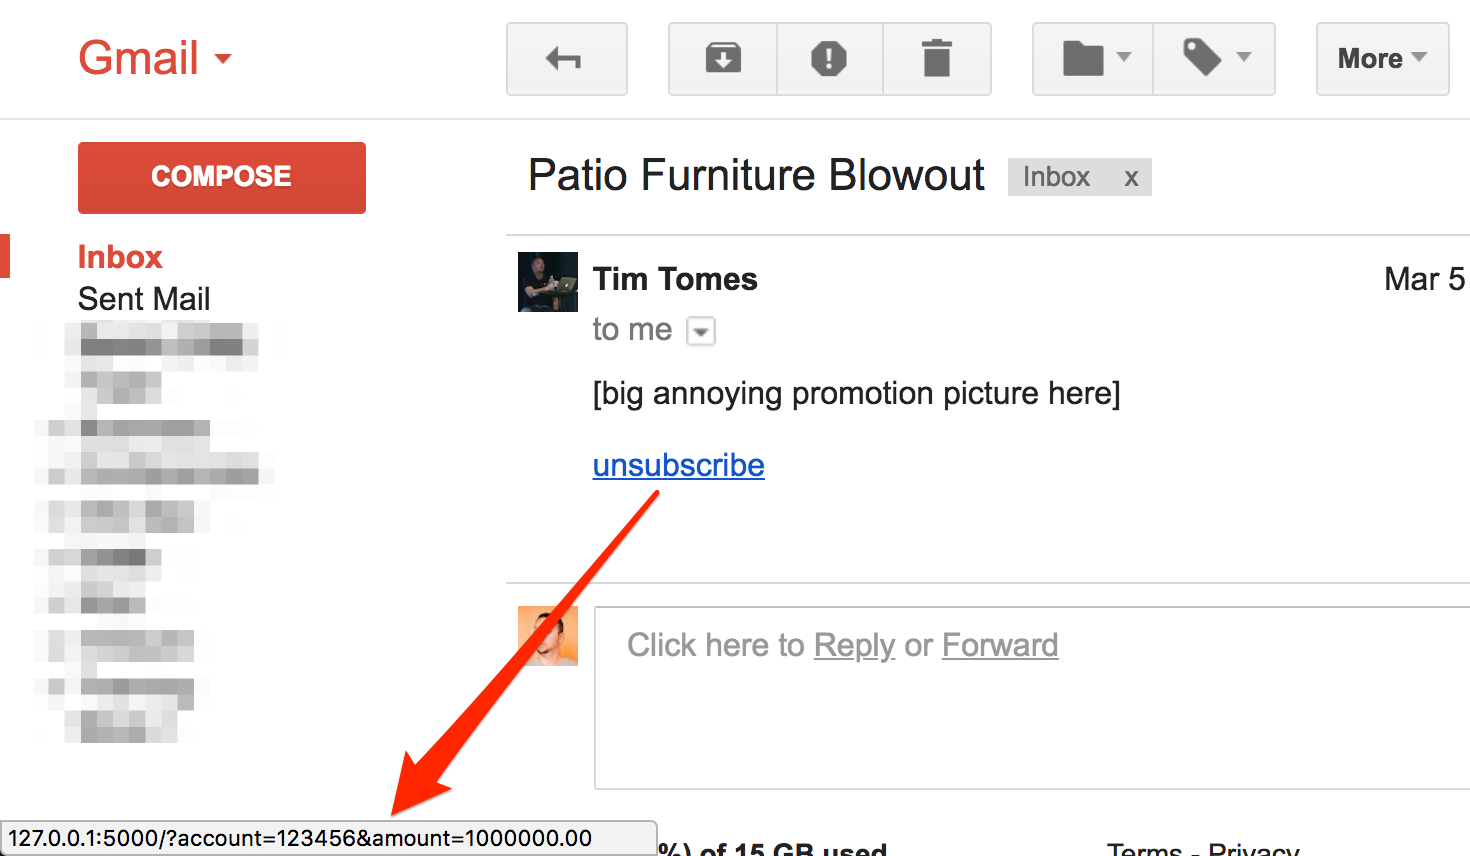 Gmail
More
COMPOSE
Patio Furniture Blowout
Inbox x
Inbox
Sent Mail
Tim Tomes
Mar 5
to me
[big annoying promotion picture here]
unsubscribe
Click here to Reply or Forward
127.0.0.1:5000/?account=123456&amount=1000000.00
%) of 15 GB used
Terms - Privacy